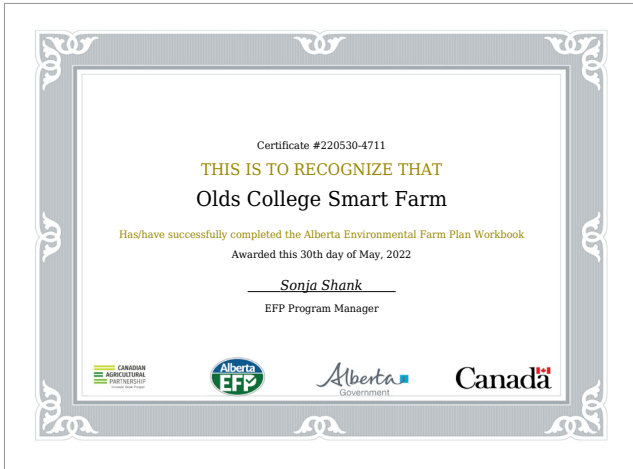 Certificate #220530-4711
THIS IS TO RECOGNIZE THAT
Olds College Smart Farm
Has/have successfully completed the Alberta Environmental Farm Plan Workbook
Awarded this 30th day of May, 2022
Sonja Shank
EFP Program Manager
CANADIAN
AGRICULTURAL
PARTNERSHIP
Alberta
EFP
Alberta
Government
Canada